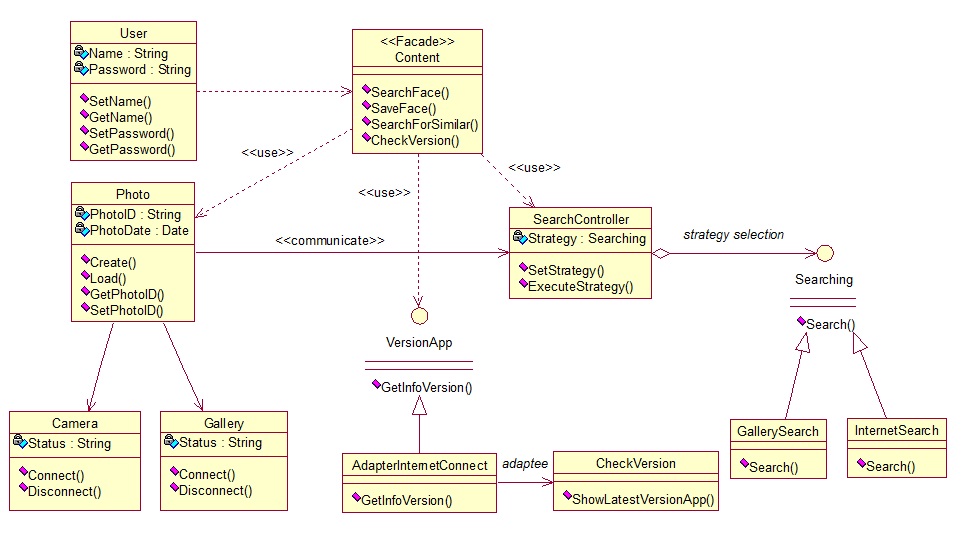 User
Name : String
Password : String
SetName()
GetName()
SetPassword()
GetPassword()
<<Facade>>
Content
SearchFace()
SaveFace()
SearchForSimilar()
CheckVersion()
<<use>>
<<use>>
<<use>>
Photo
PhotoID : String
PhotoDate : Date
Create()
Load()
GetPhotoID()
SetPhotoID()
<<communicate>>
SearchController
Strategy : Searching
SetStrategy()
ExecuteStrategy()
strategy selection
Searching
Search()
VersionApp
GetInfoVersion()
Camera
Status : String
Connect()
Disconnect()
Gallery
Status : String
Connect()
Disconnect()
AdapterInternetConnect
GetInfoVersion()
adaptee
CheckVersion
ShowLatestVersionApp()
GallerySearch
Search()
InternetSearch
Search()